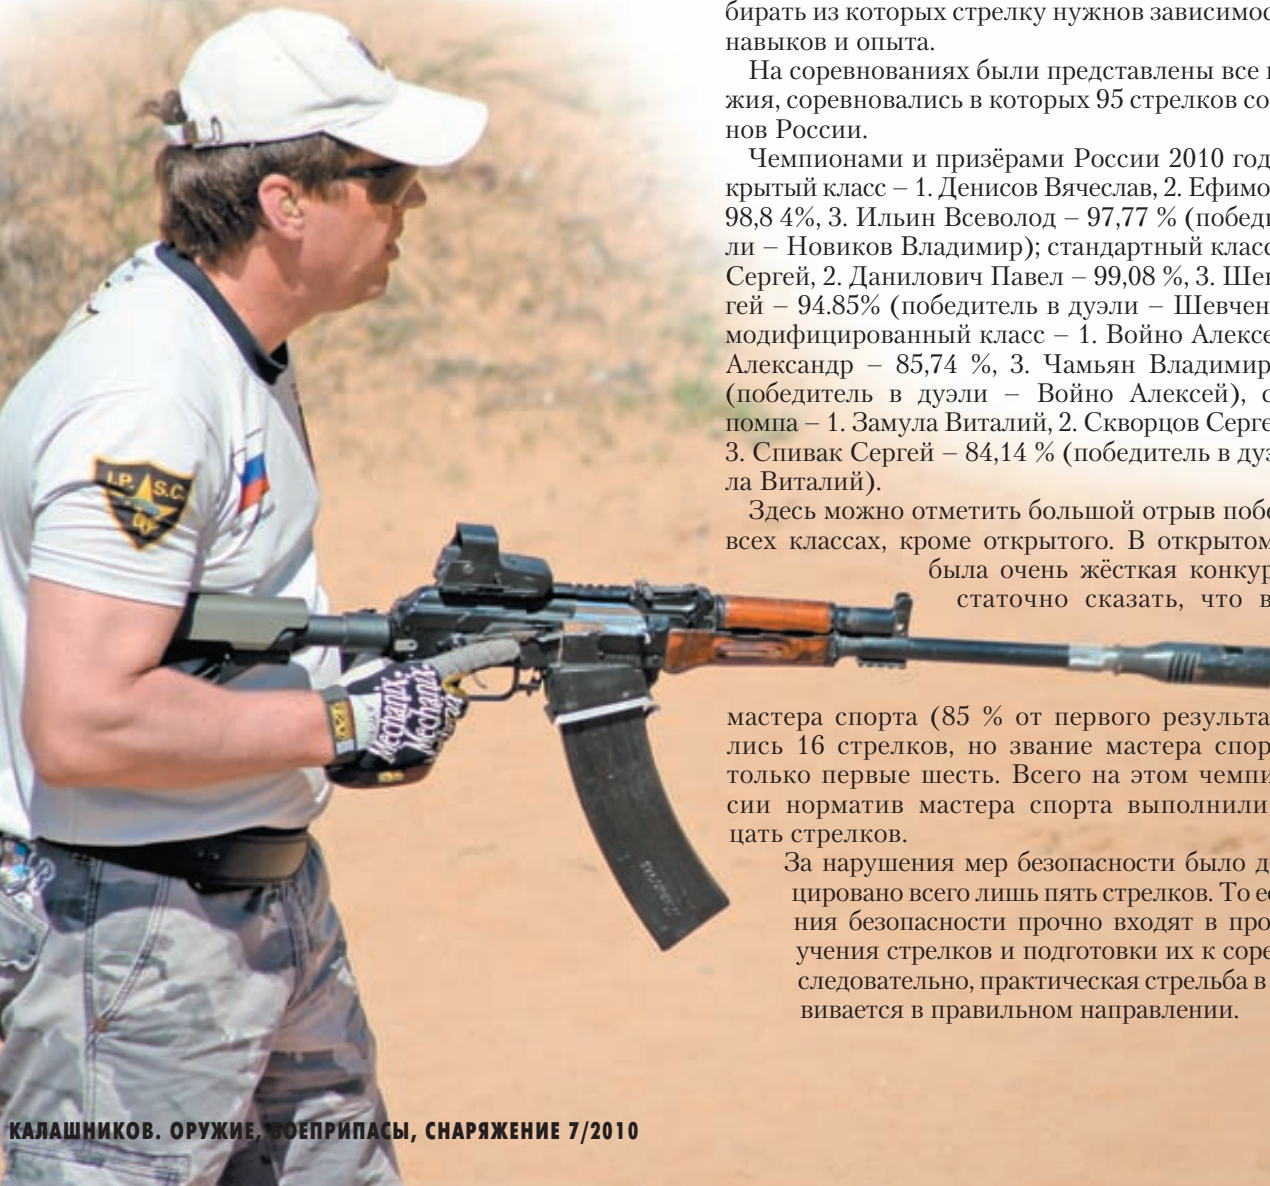 бирать из которых стрелку нужнов зависимос
навыков и опыта.
На соревнованиях были представлены все
жия, соревновались в которых 95 стрелков со
нов России.
Чемпионами и призёрами России 2010 год
крытый класс – 1. Денисов Вячеслав, 2. Ефимо
98,8 4%, 3. Ильин Всеволод – 97,77 % (побед
ли – Новиков Владимир); стандартный класс
Сергей, 2. Данилович Павел – 99,08 %, 3. Шев
гей – 94.85% (победитель в дуэли – Шевчен
модифицированный класс – 1. Войно Алексе
Александр – 85,74 %, 3. Чамьян Владимир
(победитель в дуэли – Войно Алексей), с
помпа – 1. Замула Виталий, 2. Скворцов Серге
3. Спивак Сергей – 84,14 % (победитель в дуэ
ла Виталий).
Здесь можно отметить большой отрыв побе
всех классах, кроме открытого. В открытом
была очень жёсткая конкур
статочно сказать, что в
мастера спорта (85 % от первого результа
лись 16 стрелков, но звание мастера спор
только первые шесть. Всего на этом чемпи
сии норматив мастера спорта выполнили
цать стрелков.
За нарушения мер безопасности было д
цировано всего лишь пять стрелков. То ес
ния безопасности прочно входят в про
учения стрелков и подготовки их к соре
следовательно, практическая стрельба в
вивается в правильном направлении.
I.P.S.C.
Mechanix
Mechanix
КАЛАШНИКОВ. ОРУЖИЕ, БОЕПРИПАСЫ, СНАРЯЖЕНИЕ 7/2010